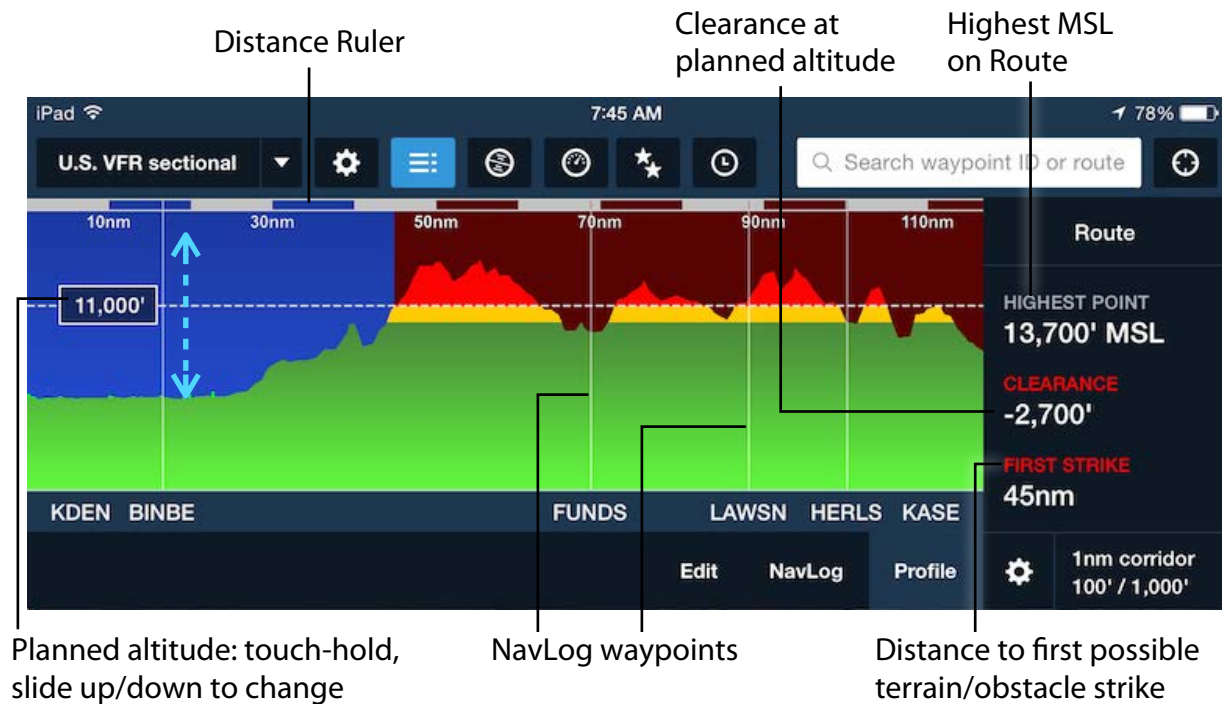 Distance Ruler
Clearance at
planned altitude
Highest MSL
on Route
iPad
7:45 AM
78%
U.S. VFR sectional
Search waypoint ID or route
10nm 30nm 50nm 70nm 90nm 110nm
Route
11,000'
HIGHEST POINT
13,700' MSL
CLEARANCE
-2,700'
FIRST STRIKE
45nm
KDEN BINBE FUNDS LAWSN HERLS KASE
Edit NavLog Profile
1nm corridor
100' / 1,000'
Planned altitude: touch-hold,
slide up/down to change
NavLog waypoints
Distance to first possible
terrain/obstacle strike